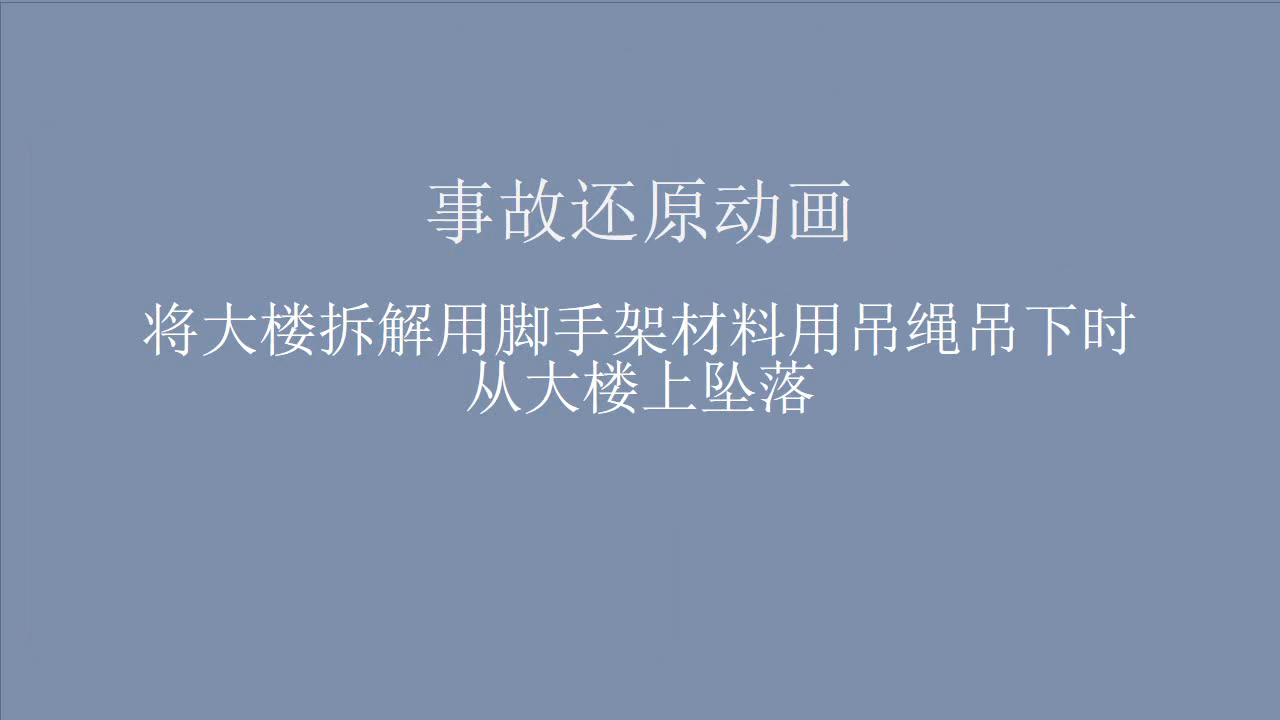 事故还原动画
将大楼拆解用脚手架材料用吊绳吊下时
从大楼上坠落